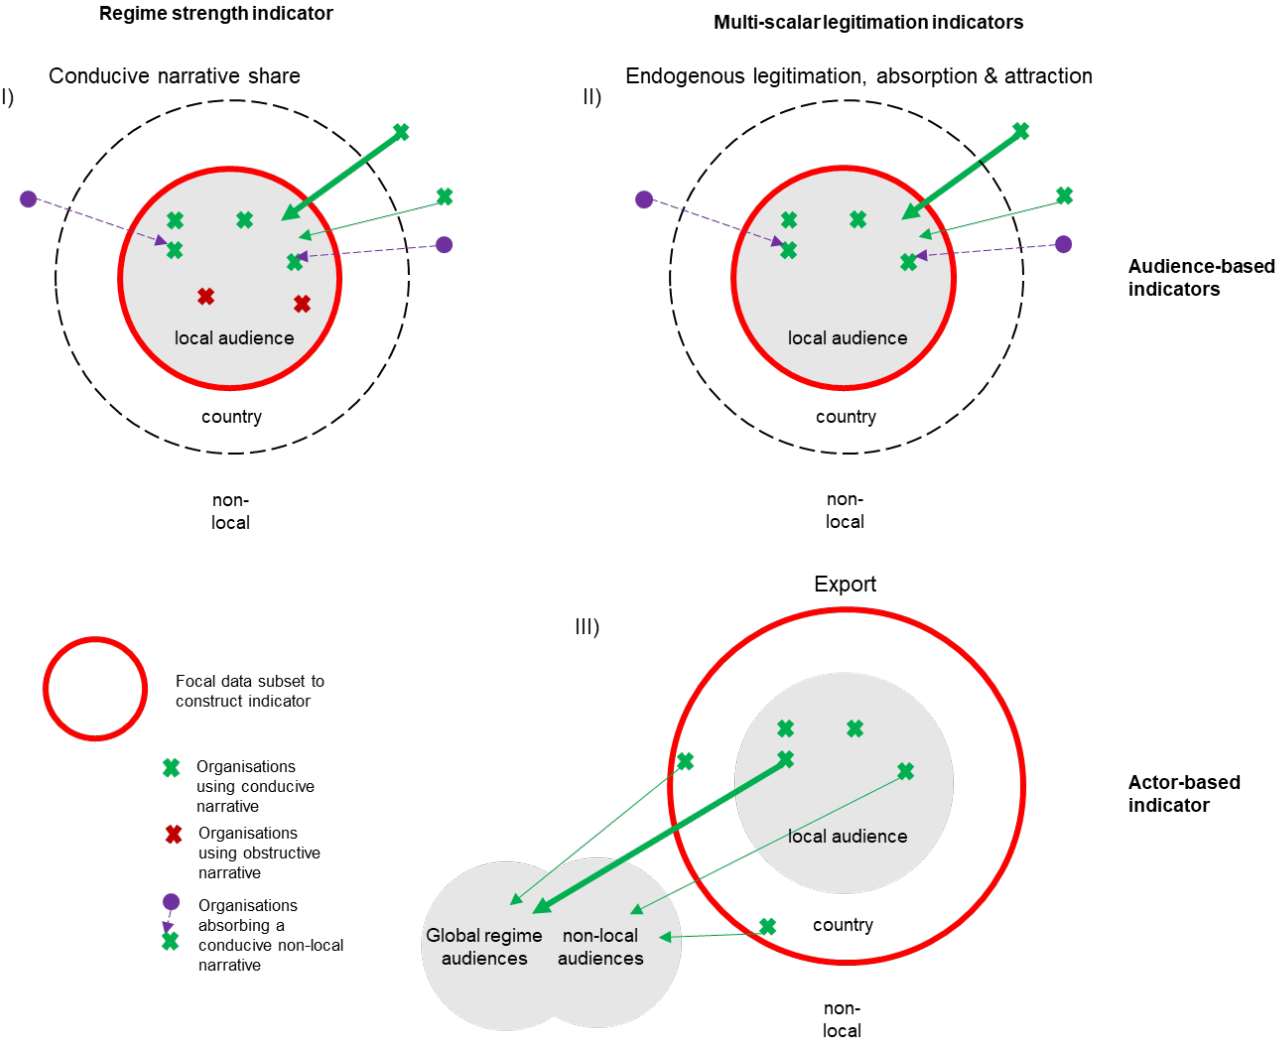 Regime strength indicator
Multi-scalar legitimation indicators
Conducive narrative share
Endogenous legitimation, absorption & attraction
I)
II)
local audience
local audience
Audience-based
indicators
country
country
non-
local
non-
local
Export
III)
Focal data subset to
construct indicator
Organisations
using conducive
narrative
Organisations
using obstructive
narrative
Organisations
absorbing a
conducive non-local
narrative
local audience
Actor-based
indicator
Global regime
audiences
non-local
audiences
country
non-
local